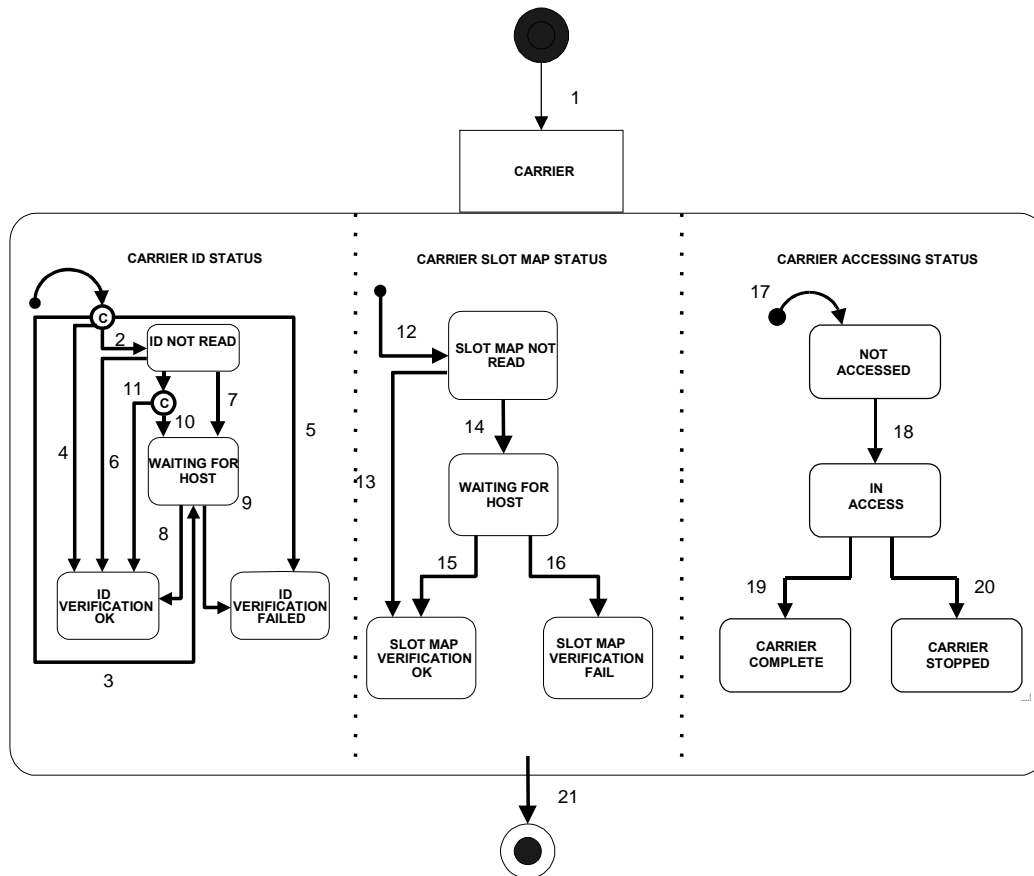 1
CARRIER
CARRIER ID STATUS
C
2
ID NOT READ
11
C
10
7
4
6
5
WAITING FOR
HOST
9
8
ID
VERIFICATION
OK
ID
VERIFICATION
FAILED
3
CARRIER SLOT MAP STATUS
12
SLOT MAP NOT
READ
14
13
WAITING FOR
HOST
15
16
SLOT MAP
VERIFICATION
OK
SLOT MAP
VERIFICATION
FAIL
CARRIER ACCESSING STATUS
17
NOT
ACCESSED
18
IN
ACCESS
19
20
CARRIER
COMPLETE
CARRIER
STOPPED
21